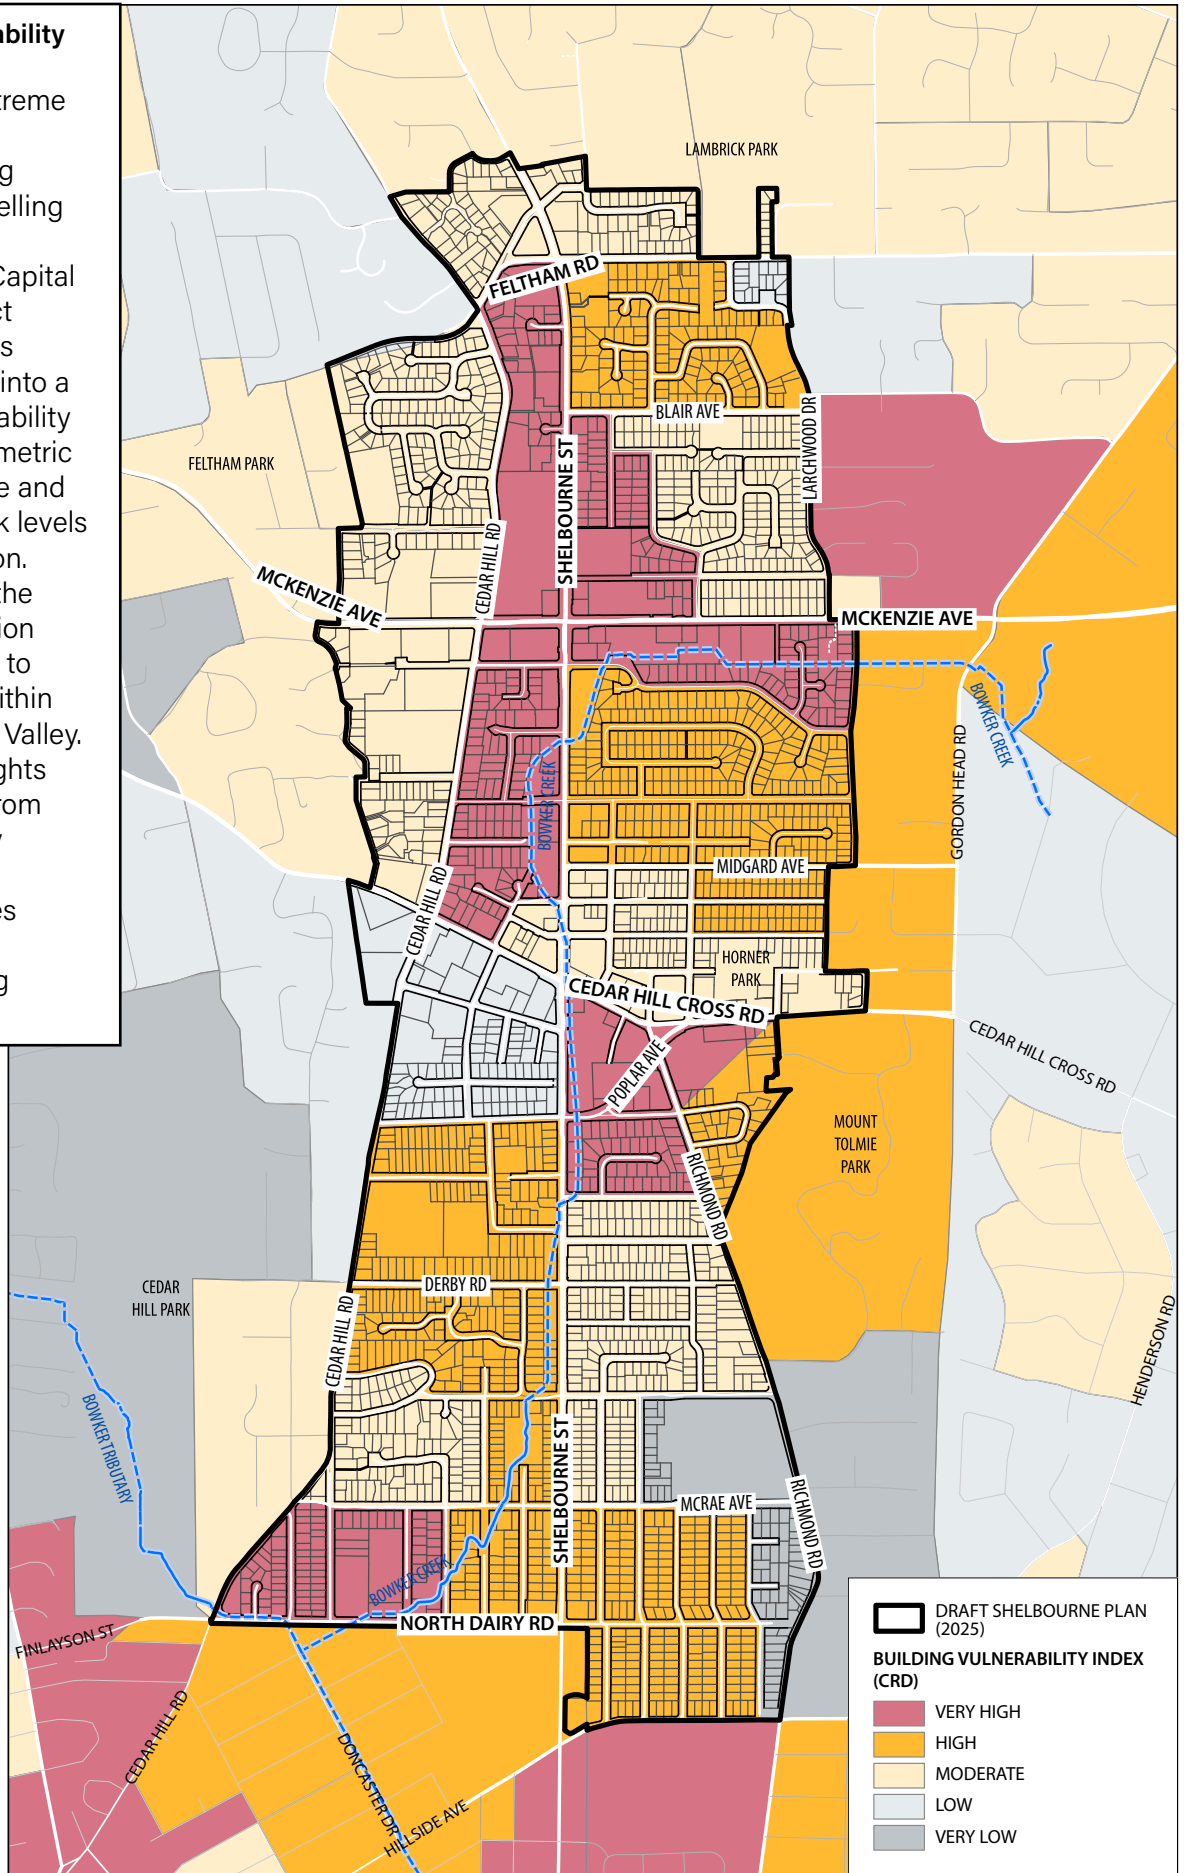 ability
treme
g
elling
Capital
ct
s
into a
ability
metric
e and
k levels
on.
the
ion
to
ithin
Valley.
ghts
rom
y
es
g
LAMBRICK PARK
FELTHAM RD
BLAIR AVE
LARCHWOOD DR
SHELBOURNE ST
FELTHAM PARK
CEDAR HILL RD
MCKENZIE AVE
MCKENZIE AVE
BOWKER CREEK
GORDON HEAD RD
BOWKER CREEK
MIDGARD AVE
CEDAR HILL RD
HORNER
PARK
CEDAR HILL CROSS RD
CEDAR HILL CROSS RD
POPLAR AVE
MOUNT
TOLMIE
PARK
RICHMOND RD
CEDAR
HILL PARK
DERBY RD
CEDAR HILL RD
HENDERSON RD
BOWKER TRIBUTARY
SHELBOURNE ST
MCRAE AVE
RICHMOND RD
BOWKER CREEK
NORTH DAIRY RD
FINLAYSON ST
CEDAR HILL RD
DONCASTER DR
HILLSIDE AVE
DRAFT SHELBOURNE PLAN
(2025)
BUILDING VULNERABILITY INDEX
(CRD)
VERY HIGH
HIGH
MODERATE
LOW
VERY LOW